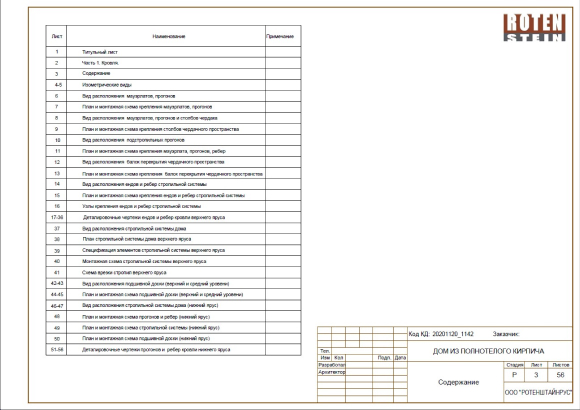 ROTEN
STEIN
Лист Наименование Примечание
1 Титульный лист
2 Часть 1. Кровля.
3 Содержание
4-5 Изометрические виды
6 Вид расположения мауэрлатов, прогонов
7 План и монтажная схема крепления мауэрлатов, прогонов
8 Вид расположения мауэрлатов, прогонов и столбов чердака
9 План и монтажная схема крепления столбов чердачного пространства
10 Вид расположения подстропильных прогонов
11 План и монтажная схема крепления мауэрлата, прогонов, ребер
12 Вид расположения балок перекрытия чердачного пространства
13 План и монтажная схема крепления балок перекрытия чердачного пространства
14 Вид расположения ендов и ребер стропильной системы
15 План и монтажная схема крепления ендов и ребер стропильной системы
16 Узлы крепления ендов и ребер стропильной системы
17-36 Деталировочные чертежи ендов и ребер кровли верхнего яруса
37 Вид расположения стропильной системы дома
38 План стропильной системы дома верхнего яруса
39 Спецификация элементов стропильной системы верхнего яруса
40 Монтажная схема стропильной системы верхнего яруса
41 Схема врезки стропил верхнего яруса
42-43 Вид расположения подшивной доски (верхний и средний уровени)
44-45 План и монтажная схема подшивной доски (верхний и средний уровени)
46-47 Вид расположения стропильной системы дома (нижний ярус)
48 План и монтажная схема прогонов и ребер (нижний ярус)
49 План и монтажная схема стропильной системы (нижний ярус)
50 План и монтажная схема подшивной доски (нижний ярус)
51-56 Деталировочные чертежи прогонов и ребер кровли нижнего яруса
Код КД: 20201120_1142 Заказчик:
Тел.
Изм. Кол Подп. Дата
Разработал
Архитектор
ДОМ ИЗ ПОЛНОТЕЛОГО КИРПИЧА
Содержание
Стадия Лист Листов
Р 3 56
ООО "РОТЕНШТАЙН-РУС"